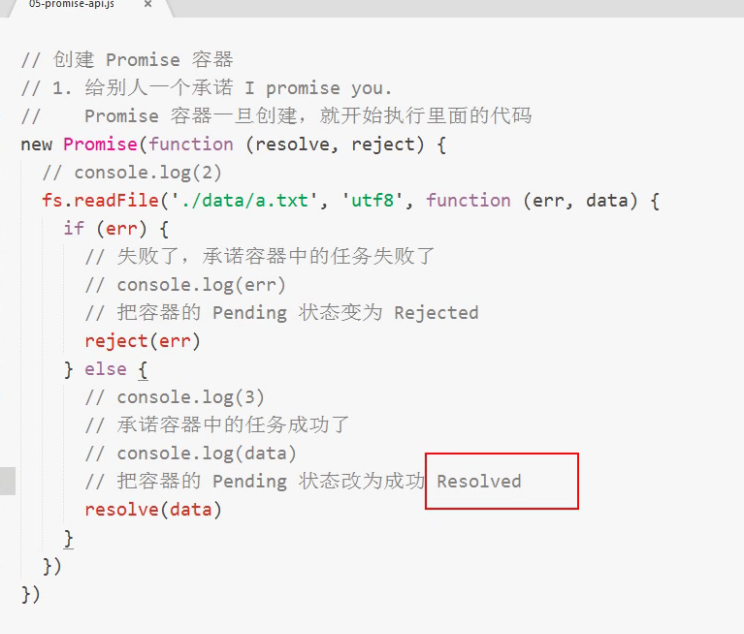 05-promise-api.js ×
// 创建 Promise 容器
// 1. 给别人一个承诺 I promise you.
//    Promise 容器一旦创建，就开始执行里面的代码
new Promise(function (resolve, reject) {
  // console.log(2)
  fs.readFile('./data/a.txt', 'utf8', function (err, data) {
    if (err) {
      // 失败了，承诺容器中的任务失败了
      // console.log(err)
      // 把容器的 Pending 状态变为 Rejected
      reject(err)
    } else {
      // console.log(3)
      // 承诺容器中的任务成功了
      // console.log(data)
      // 把容器的 Pending 状态改为成功 Resolved
      resolve(data)
    }
  })
})